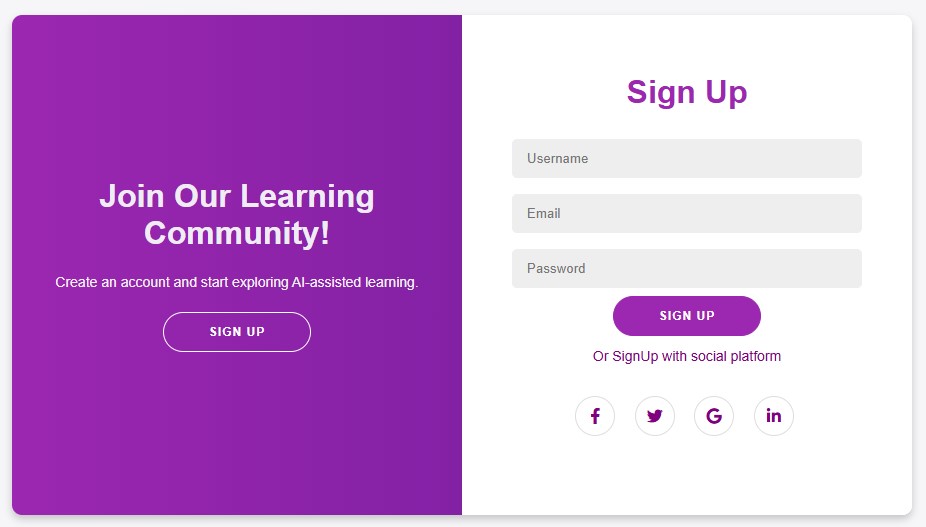 Join Our Learning
Community!
Create an account and start exploring AI-assisted learning.
SIGN UP
Sign Up
Username
Email
Password
SIGN UP
Or SignUp with social platform